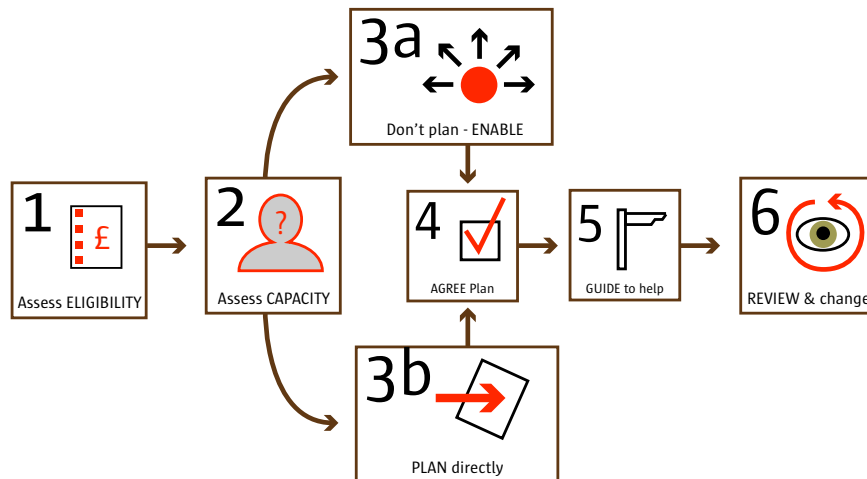 1
£
Assess ELIGIBILITY
2
?
Assess CAPACITY
3a
Don't plan - ENABLE
3b
PLAN directly
4
AGREE Plan
5
GUIDE to help
6
REVIEW & change